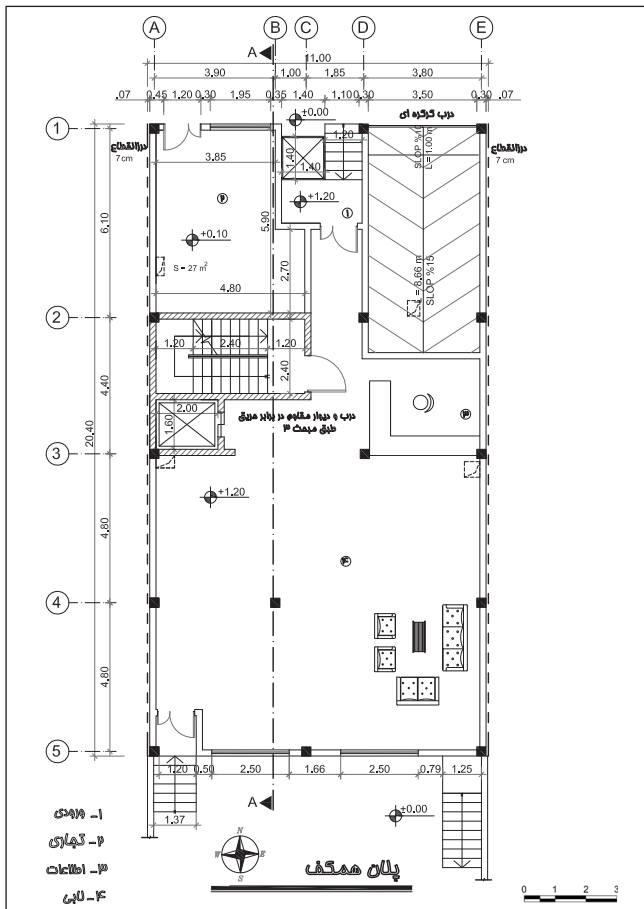 A B C D E
A
11.00
3.90 1.00 1.85 3.80
.07 0.45 1.20 0.30 1.95 0.35 1.40 1.10 0.30 3.50 0.30 .07
±0.00
درب کرکره ای
1
درزانقطاع
7 cm
1.20
3.85
1.40
1.40
SLOP %10
L= 1.00 m
درزانقطاع
7 cm
+1.20
۱
۲
6.10
5.90
+0.10
S = 27 m²
2.70
L= 8.66 m
SLOP %15
4.80
2
1.20 2.40 1.20
4.40
2.40
20.40
2.00
1.60
درب و دیوار مقاوم در برابر حریق
طبق مبحث ۳
۳
3
+1.20
4.80
۴
4
4.80
5
1.20 0.50 2.50 1.66 2.50 0.79 1.25
A
±0.00
1.37
۱- ورودی
۲- تجاری
۳- اطلاعات
۴- لابی
N
W E
S
پلان همکف
0 1 2 3